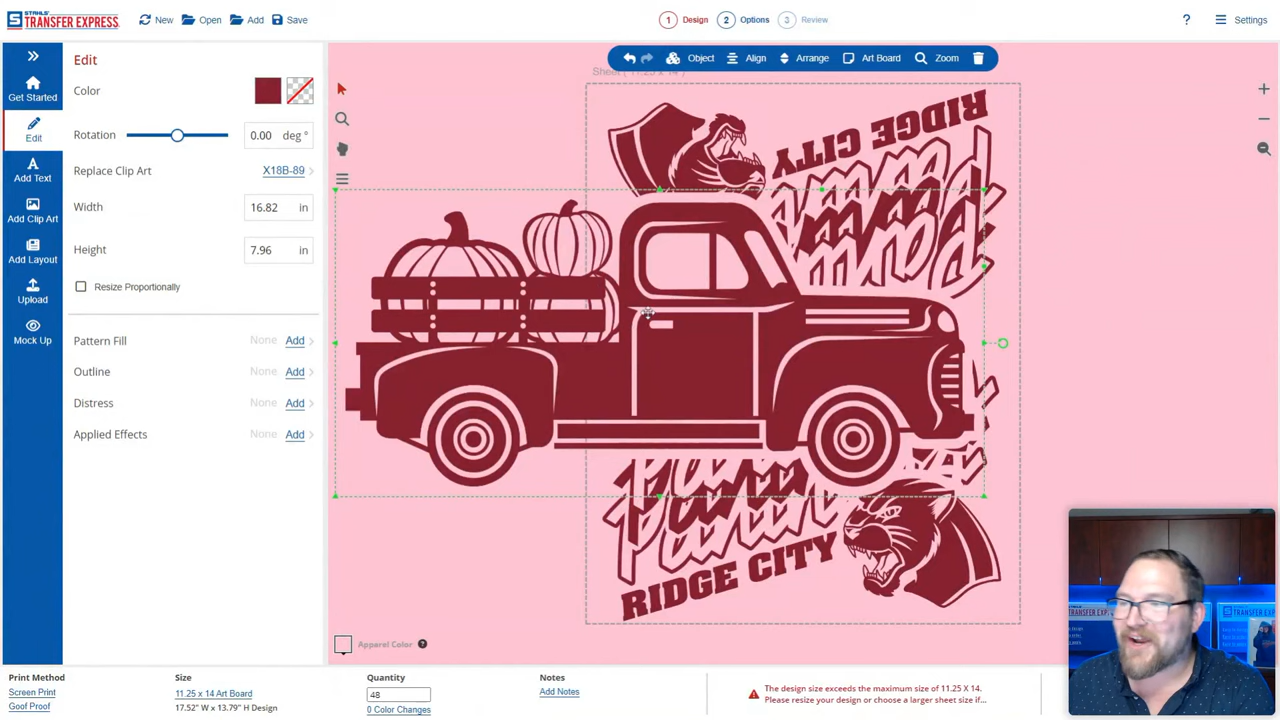 STAHLS'
TRANSFER EXPRESS
New
Open
Add
Save
1 Design
2 Options
3 Review
? Settings
Get Started
Edit
Add Text
Add Clip Art
Add Layout
Upload
Mock Up
Edit
Color
Rotation 0.00 deg °
Replace Clip Art X18B-89
Width 16.82 in
Height 7.96 in
Resize Proportionally
Pattern Fill None Add
Outline None Add
Distress None Add
Applied Effects None Add
Object
Align
Arrange
Art Board
Zoom
Sheet ( 11.25 x 14 )
RIDGE CITY
RIDGE CITY
Apparel Color ?
Print Method
Screen Print
Goof Proof
Size
11.25 x 14 Art Board
17.52" W x 13.79" H Design
Quantity
48
0 Color Changes
Notes
Add Notes
The design size exceeds the maximum size of 11.25 X 14.
Please resize your design or choose a larger sheet size if...